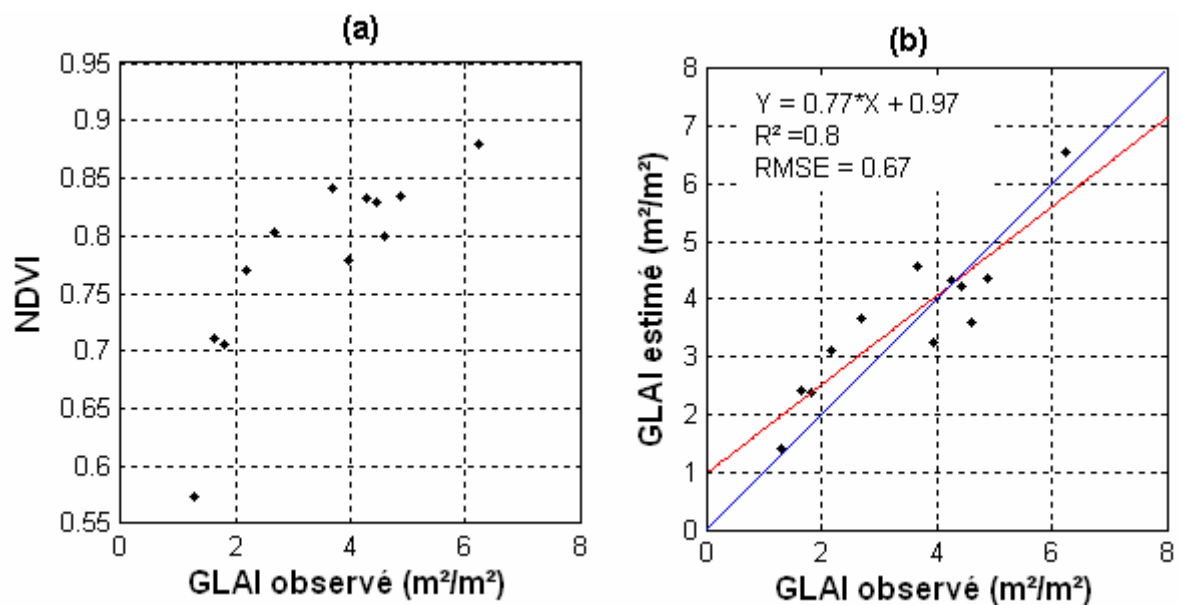 (a)
0.95
0.9
0.85
0.8
0.75
0.7
0.65
0.6
0.55
NDVI
0 2 4 6 8
GLAI observé (m²/m²)
(b)
8
7
6
5
4
3
2
1
0
Y = 0.77*X + 0.97
R² =0.8
RMSE = 0.67
GLAI estimé (m²/m²)
0 2 4 6 8
GLAI observé (m²/m²)